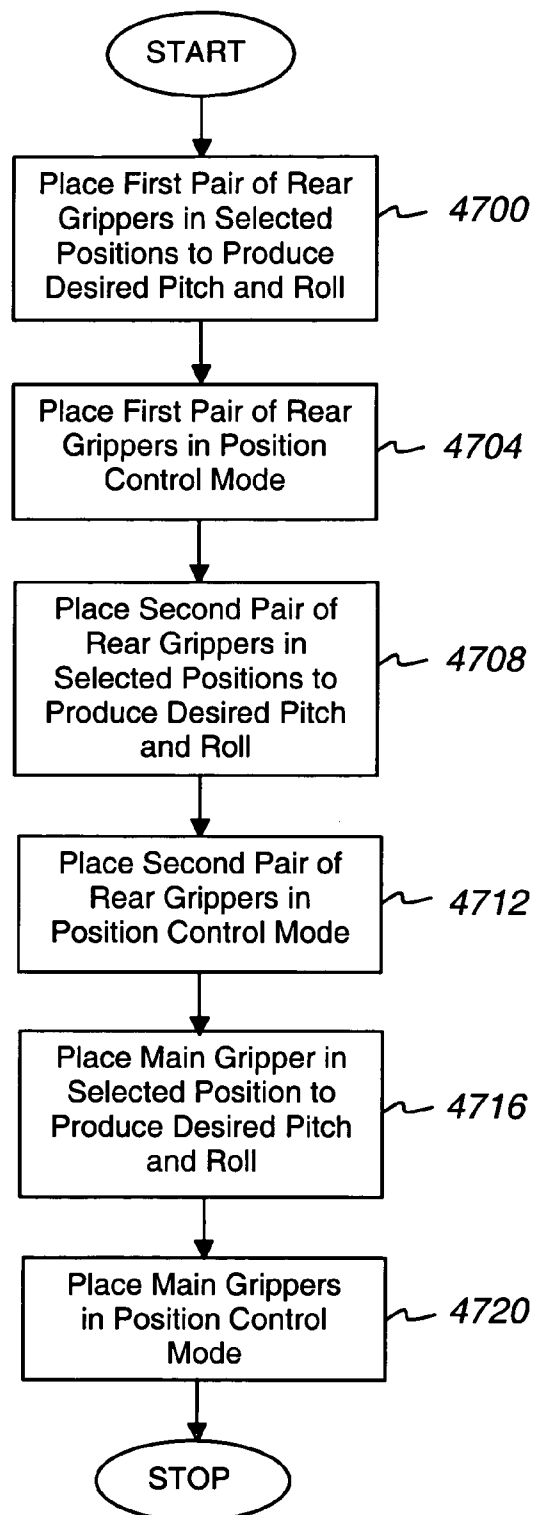 START
Place First Pair of Rear
Grippers in Selected
Positions to Produce
Desired Pitch and Roll
4700
Place First Pair of Rear
Grippers in Position
Control Mode
4704
Place Second Pair of
Rear Grippers in
Selected Positions to
Produce Desired Pitch
and Roll
4708
Place Second Pair of
Rear Grippers in
Position Control Mode
4712
Place Main Gripper in
Selected Position to
Produce Desired Pitch
and Roll
4716
Place Main Grippers
in Position Control
Mode
4720
STOP